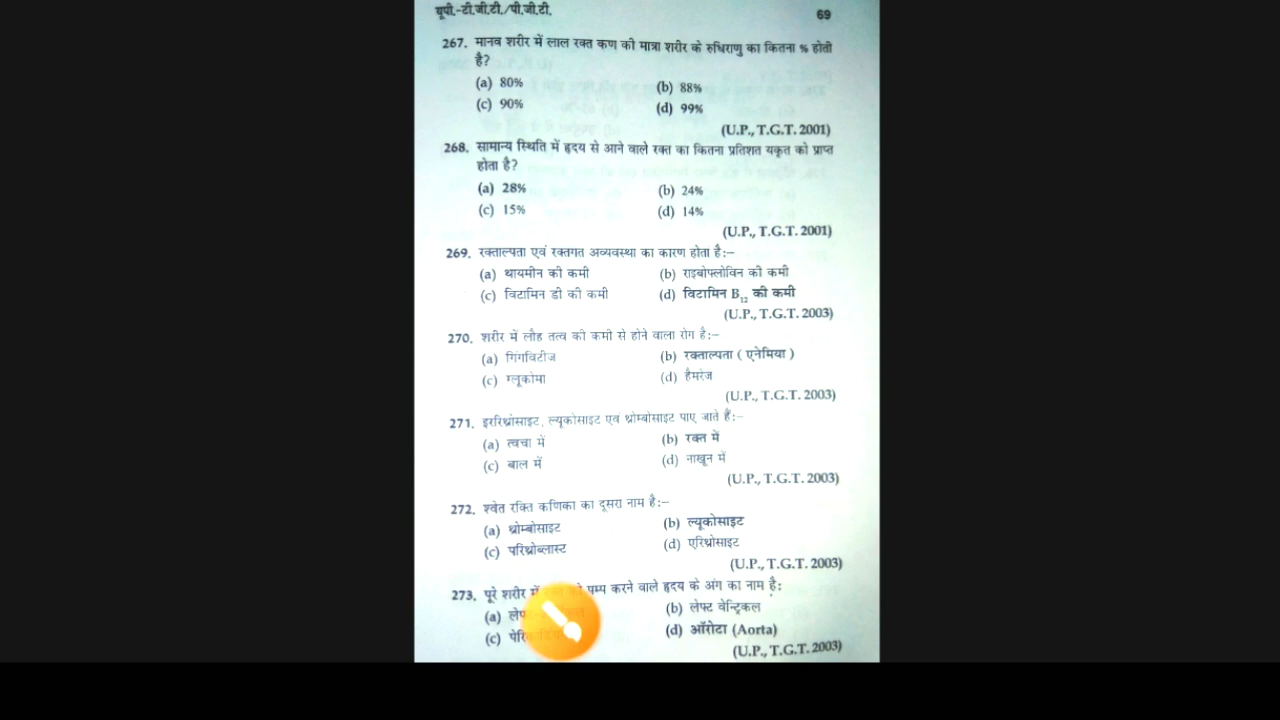 यूपी.-टी.जी.टी./पी.जी.टी.
69
267. मानव शरीर में लाल रक्त कण की मात्रा शरीर के रुधिराणु का कितना % होती
है?
(a) 80% (b) 88%
(c) 90% (d) 99%
(U.P., T.G.T. 2001)
268. सामान्य स्थिति में हृदय से आने वाले रक्त का कितना प्रतिशत यकृत को प्राप्त
होता है?
(a) 28% (b) 24%
(c) 15% (d) 14%
(U.P., T.G.T. 2001)
269. रक्ताल्पता एवं रक्तगत अव्यवस्था का कारण होता है:–
(a) थायमीन की कमी (b) राइबोफ्लोविन की कमी
(c) विटामिन डी की कमी (d) विटामिन B12 की कमी
(U.P., T.G.T. 2003)
270. शरीर में लौह तत्व की कमी से होने वाला रोग है:–
(a) गिंगविटीज (b) रक्ताल्पता ( एनेमिया )
(c) ग्लूकोमा (d) हैमरेज
(U.P., T.G.T. 2003)
271. इररिथ्रोसाइट, ल्यूकोसाइट एवं थ्रोम्बोसाइट पाए जाते हैं:–
(a) त्वचा में (b) रक्त में
(c) बाल में (d) नाखून में
(U.P., T.G.T. 2003)
272. श्वेत रक्ति कणिका का दूसरा नाम है:–
(a) थ्रोम्बोसाइट (b) ल्यूकोसाइट
(c) परिथ्रोब्लास्ट (d) एरिथ्रोसाइट
(U.P., T.G.T. 2003)
273. पूरे शरीर में पम्प करने वाले हृदय के अंग का नाम है:
(a) (b) लेफ्ट वेन्ट्रिकल
(c) (d) ऑरोटा (Aorta)
(U.P., T.G.T. 2003)